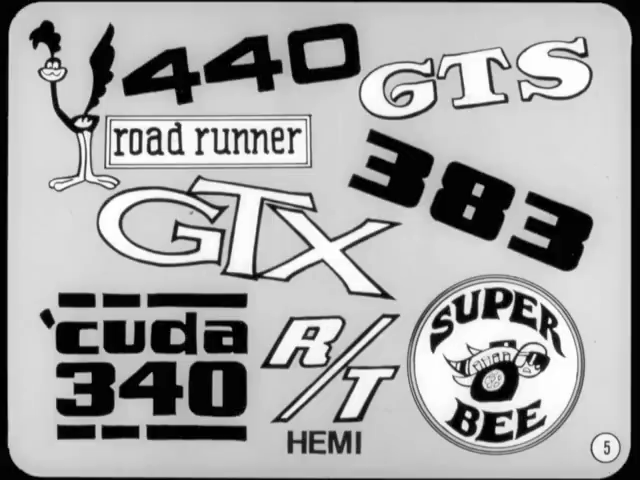 440
GTS
road runner
383
GTX
'cuda
340
R/T
HEMI
SUPER
BEE
5